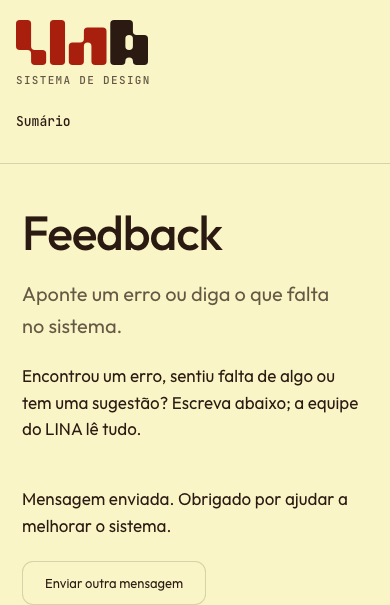 LINA
SISTEMA DE DESIGN
Sumário
Feedback
Aponte um erro ou diga o que falta
no sistema.
Encontrou um erro, sentiu falta de algo ou
tem uma sugestão? Escreva abaixo; a equipe
do LINA lê tudo.
Mensagem enviada. Obrigado por ajudar a
melhorar o sistema.
Enviar outra mensagem